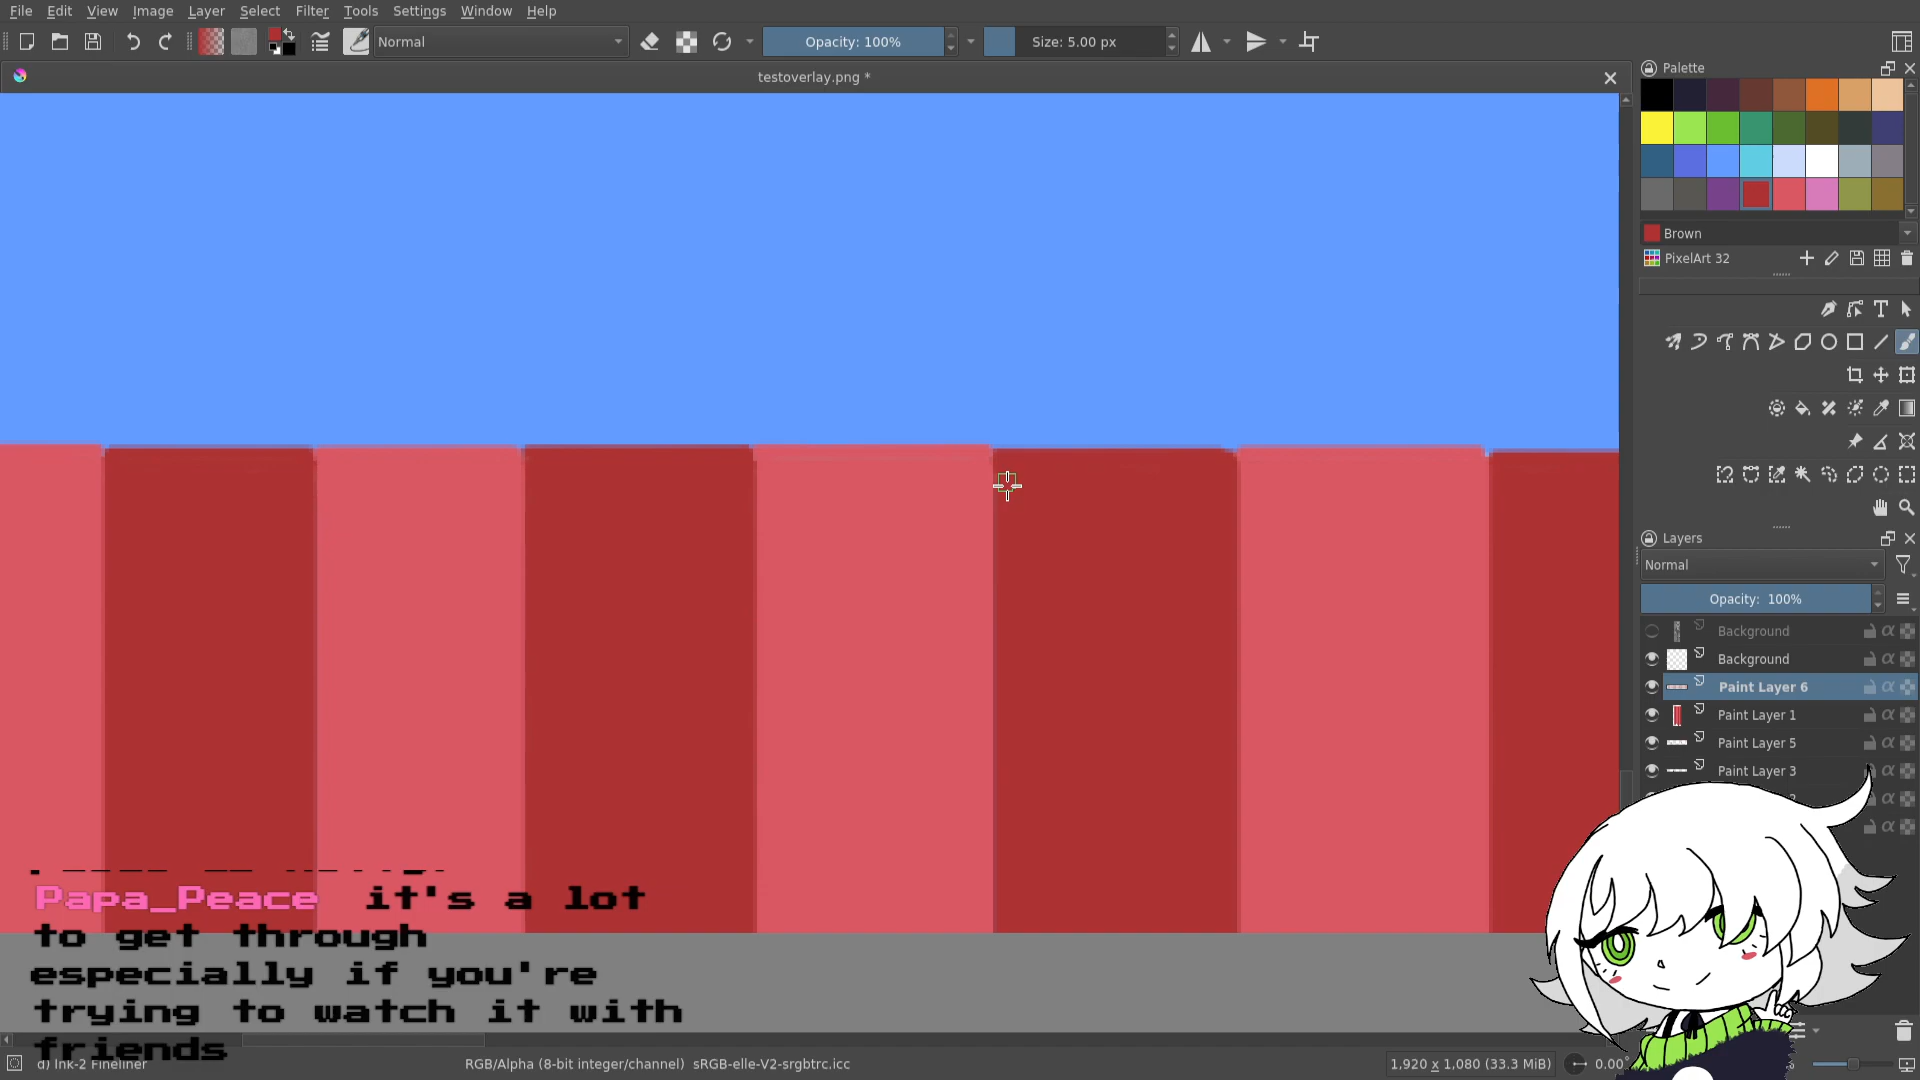 File Edit View Image Layer Select Filter Tools Settings Window Help
Normal Opacity: 100% Size: 5.00 px
testoverlay.png *
Palette
Brown
PixelArt 32
Layers
Normal
Opacity: 100%
Background
Background
Paint Layer 6
Paint Layer 1
Paint Layer 5
Paint Layer 3
Papa_Peace it's a lot
to get through
especially if you're
trying to watch it with
friends
d) Ink-2 Fineliner RGB/Alpha (8-bit integer/channel) sRGB-elle-V2-srgbtrc.icc 1,920 x 1,080 (33.3 MiB) 0.00°